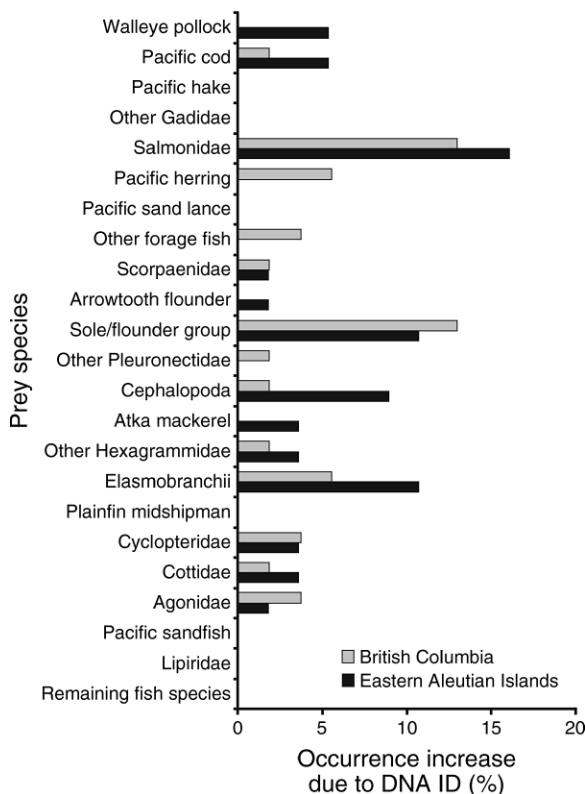 Walleye pollock
Pacific cod
Pacific hake
Other Gadidae
Salmonidae
Pacific herring
Pacific sand lance
Other forage fish
Scorpaenidae
Arrowtooth flounder
Sole/flounder group
Other Pleuronectidae
Cephalopoda
Atka mackerel
Other Hexagrammidae
Elasmobranchii
Plainfin midshipman
Cyclopteridae
Cottidae
Agonidae
Pacific sandfish
Lipiridae
Remaining fish species
Prey species
British Columbia
Eastern Aleutian Islands
0 5 10 15 20
Occurrence increase
due to DNA ID (%)